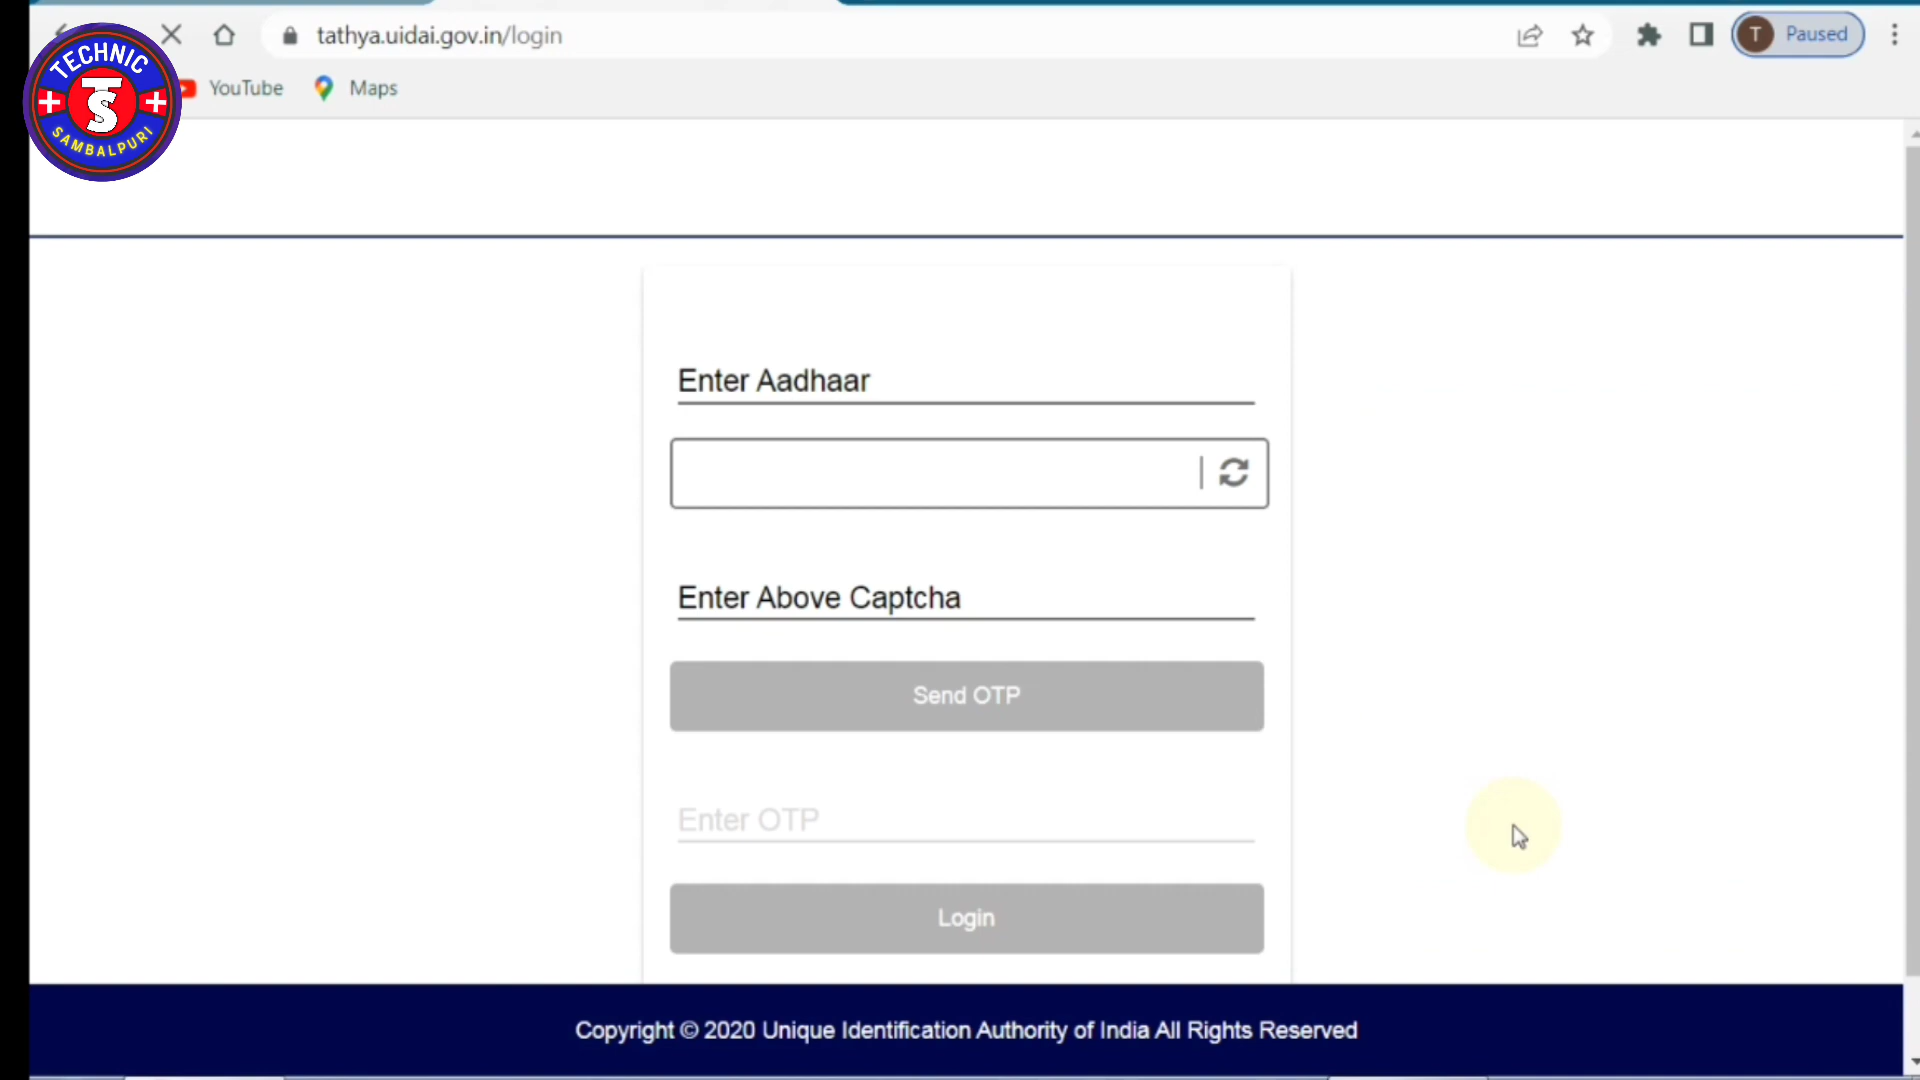 tathya.uidai.gov.in/login
T Paused
TECHNIC
TS
SAMBALPURI
YouTube
Maps
Enter Aadhaar
Enter Above Captcha
Send OTP
Enter OTP
Login
Copyright © 2020 Unique Identification Authority of India All Rights Reserved